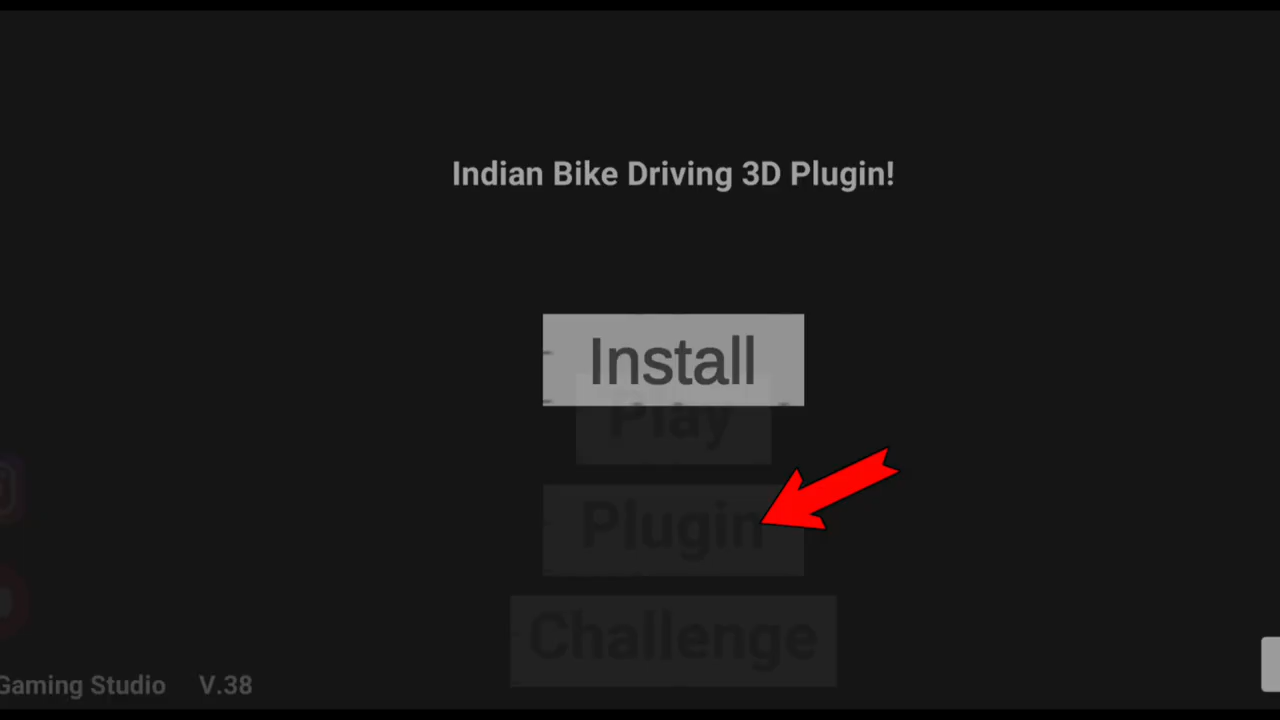 Indian Bike Driving 3D Plugin!
Install
Play
Plugin
Challenge
Gaming Studio V.38